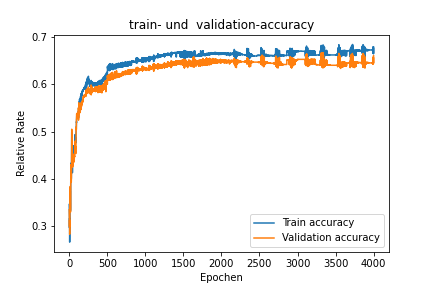 train- und validation-accuracy
0.7
0.6
0.5
0.4
0.3
Relative Rate
Train accuracy
Validation accuracy
0 500 1000 1500 2000 2500 3000 3500 4000
Epochen